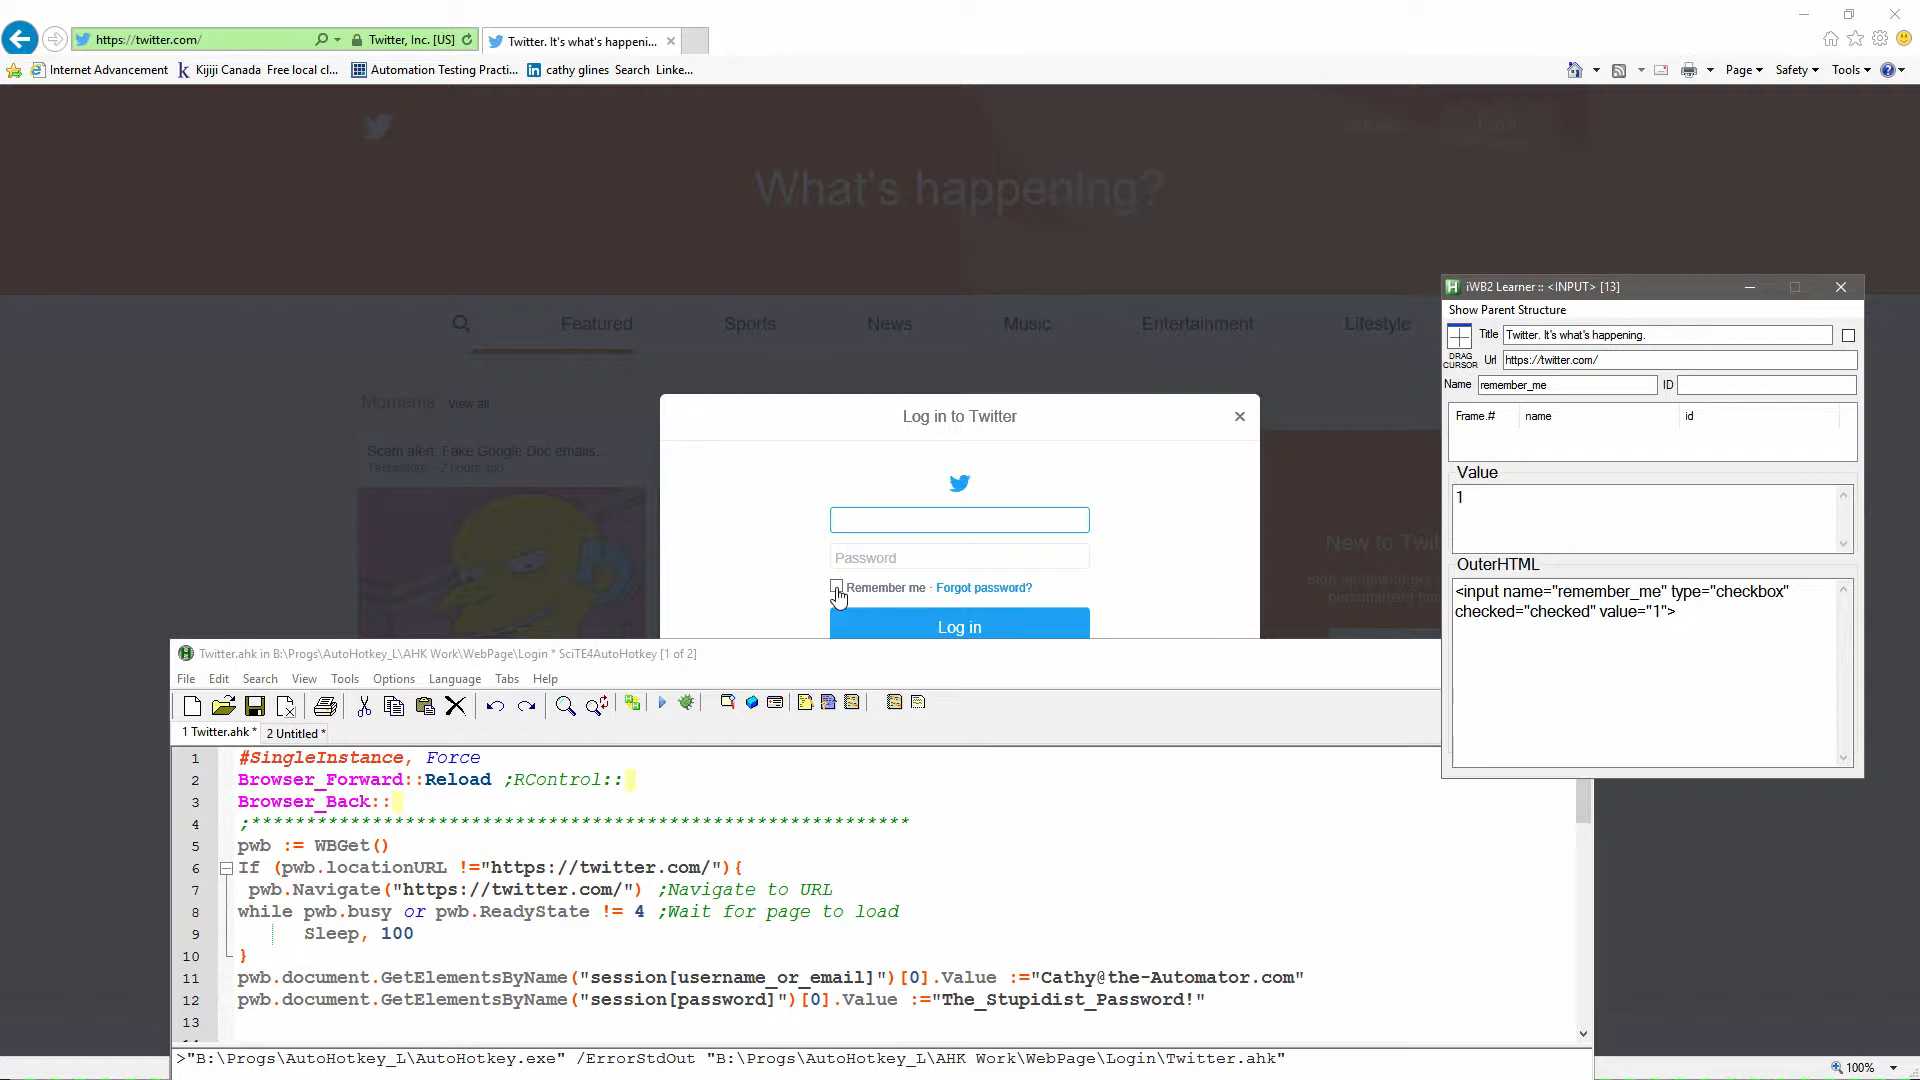 https://twitter.com/
Twitter, Inc. [US]
Twitter. It's what's happeni...
Internet Advancement
Kijiji Canada Free local cl...
Automation Testing Practi...
cathy glines Search Linke...
Page
Safety
Tools
What's happening?
Featured
Sports
News
Music
Entertainment
Lifestyle
Moments View all
Scam alert: Fake Google Doc emails...
2 hours ago
New to Twit
Log in to Twitter
Password
Remember me · Forgot password?
Log in
iWB2 Learner :: <INPUT> [13]
Show Parent Structure
Title
Twitter. It's what's happening.
DRAG
CURSOR
Url
https://twitter.com/
Name
remember_me
ID
Frame.#
name
id
Value
1
OuterHTML
<input name="remember_me" type="checkbox"
checked="checked" value="1">
Twitter.ahk in B:\Progs\AutoHotkey_L\AHK Work\WebPage\Login * SciTE4AutoHotkey [1 of 2]
File
Edit
Search
View
Tools
Options
Language
Tabs
Help
1 Twitter.ahk *
2 Untitled *
1 #SingleInstance, Force
2 Browser_Forward::Reload ;RControl::
3 Browser_Back::
4 ;************************************************************
5 pwb := WBGet()
6 If (pwb.locationURL !="https://twitter.com/"){
7 pwb.Navigate("https://twitter.com/") ;Navigate to URL
8 while pwb.busy or pwb.ReadyState != 4 ;Wait for page to load
9 Sleep, 100
10 }
11 pwb.document.GetElementsByName("session[username_or_email]")[0].Value :="Cathy@the-Automator.com"
12 pwb.document.GetElementsByName("session[password]")[0].Value :="The_Stupidist_Password!"
13
>"B:\Progs\AutoHotkey_L\AutoHotkey.exe" /ErrorStdOut "B:\Progs\AutoHotkey_L\AHK Work\WebPage\Login\Twitter.ahk"
100%